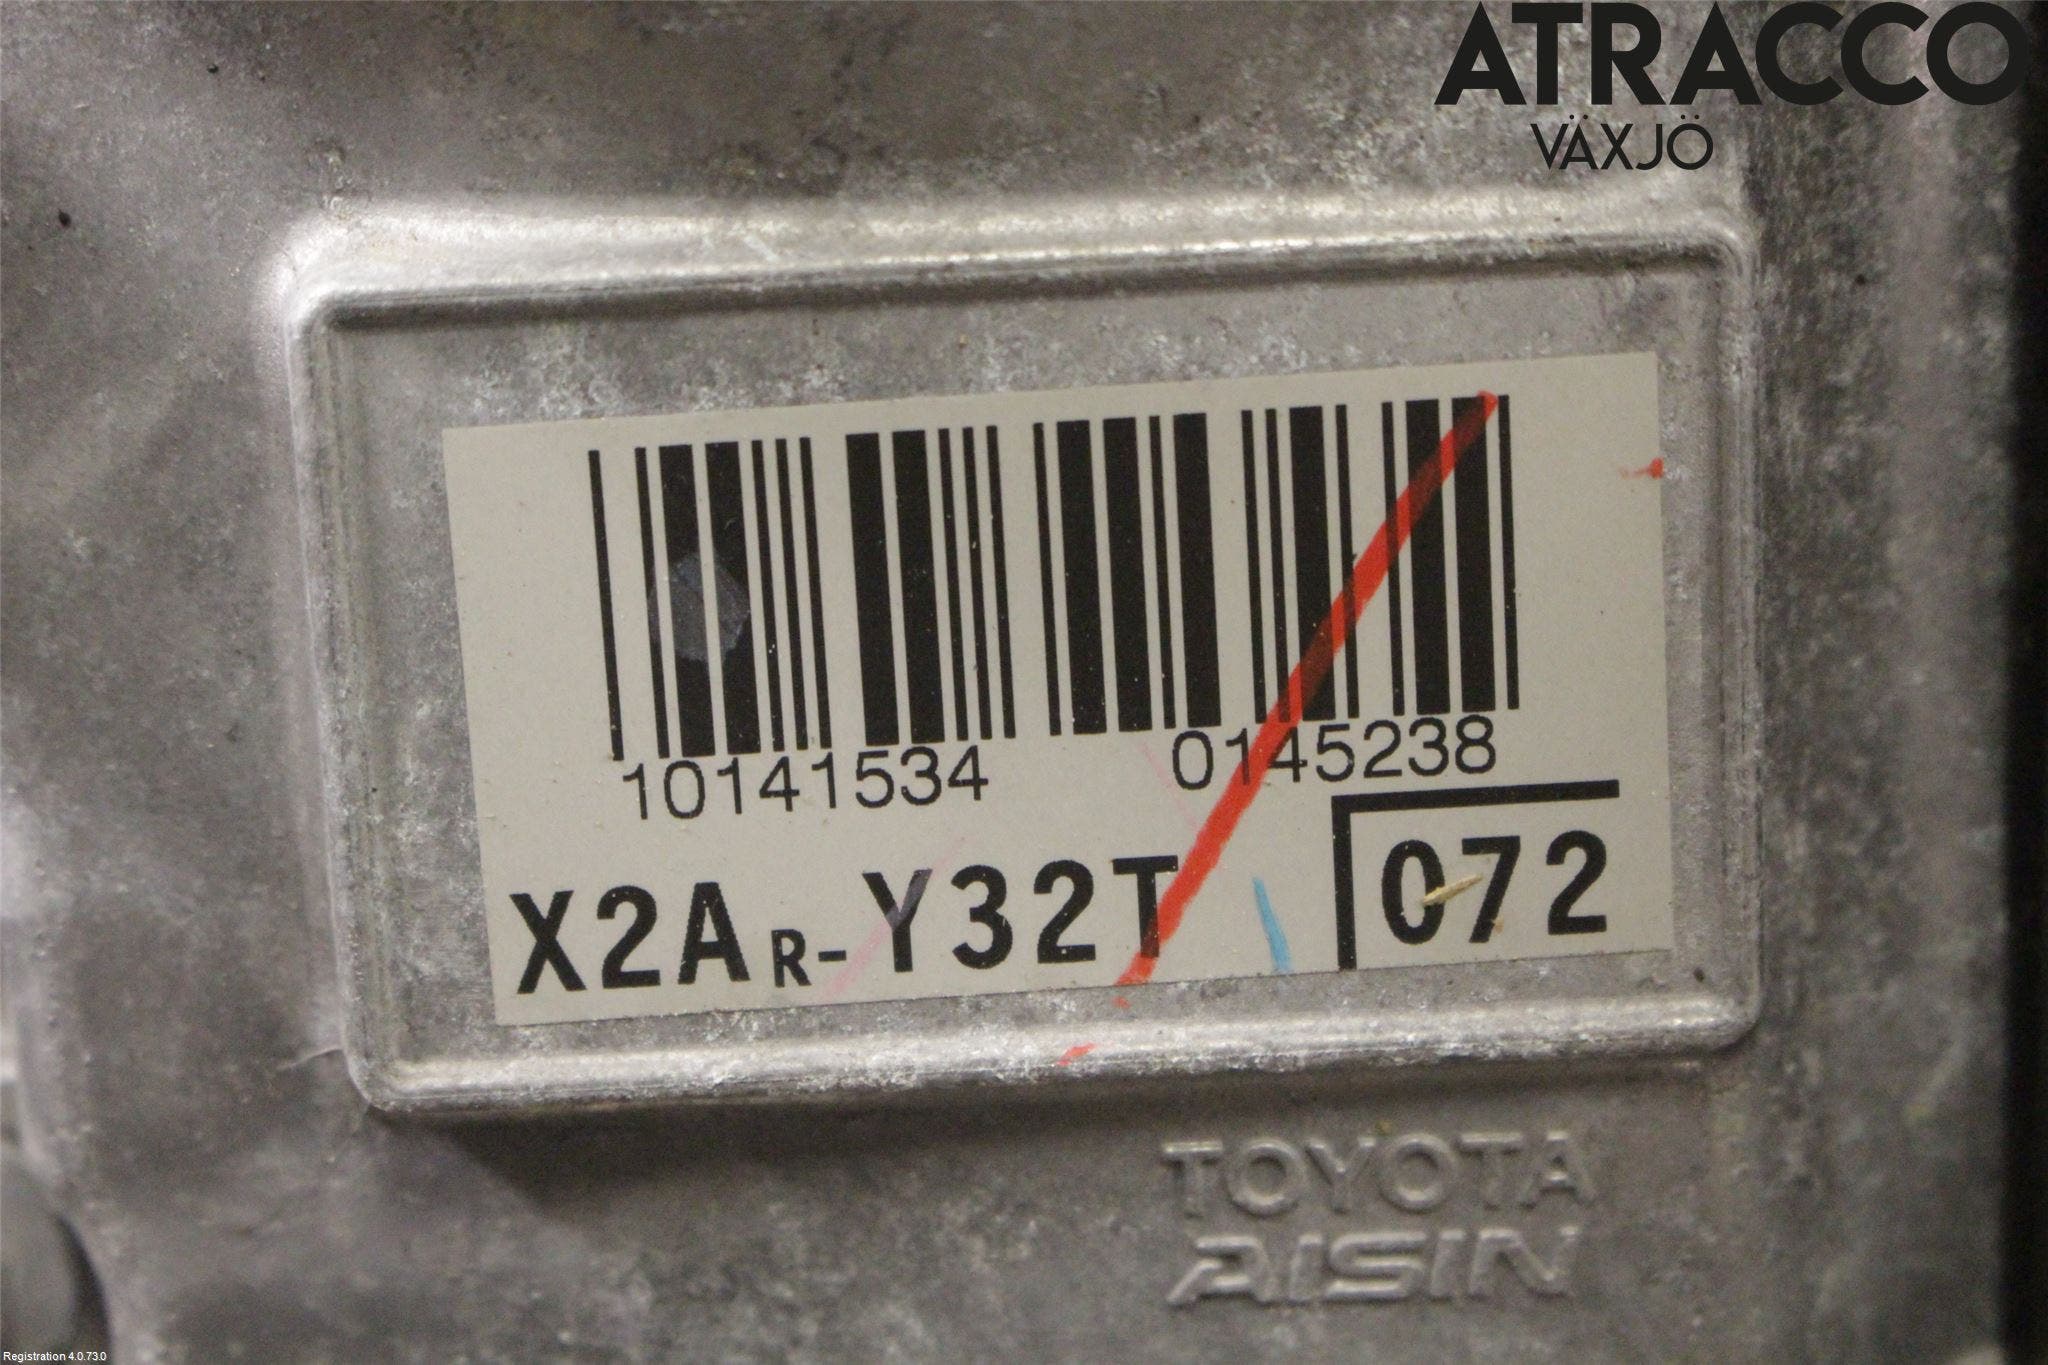 ATRACCO
VÄXJÖ
10141534 0145238
X2AR-Y32T 072
TOYOTA
AISIN
Registration 4.0.73.0